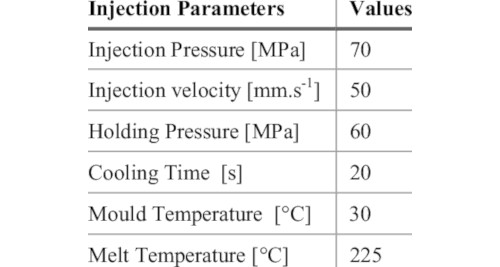 Injection Parameters Values
Injection Pressure [MPa] 70
Injection velocity [mm.s⁻¹] 50
Holding Pressure [MPa] 60
Cooling Time [s] 20
Mould Temperature [°C] 30
Melt Temperature [°C] 225